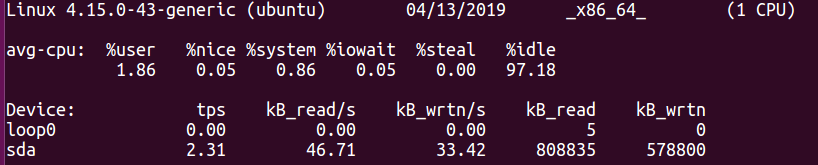 Linux 4.15.0-43-generic (ubuntu) 04/13/2019 _x86_64_ (1 CPU)
avg-cpu: %user %nice %system %iowait %steal %idle
1.86 0.05 0.86 0.05 0.00 97.18
Device: tps kB_read/s kB_wrtn/s kB_read kB_wrtn
loop0 0.00 0.00 0.00 5 0
sda 2.31 46.71 33.42 808835 578800